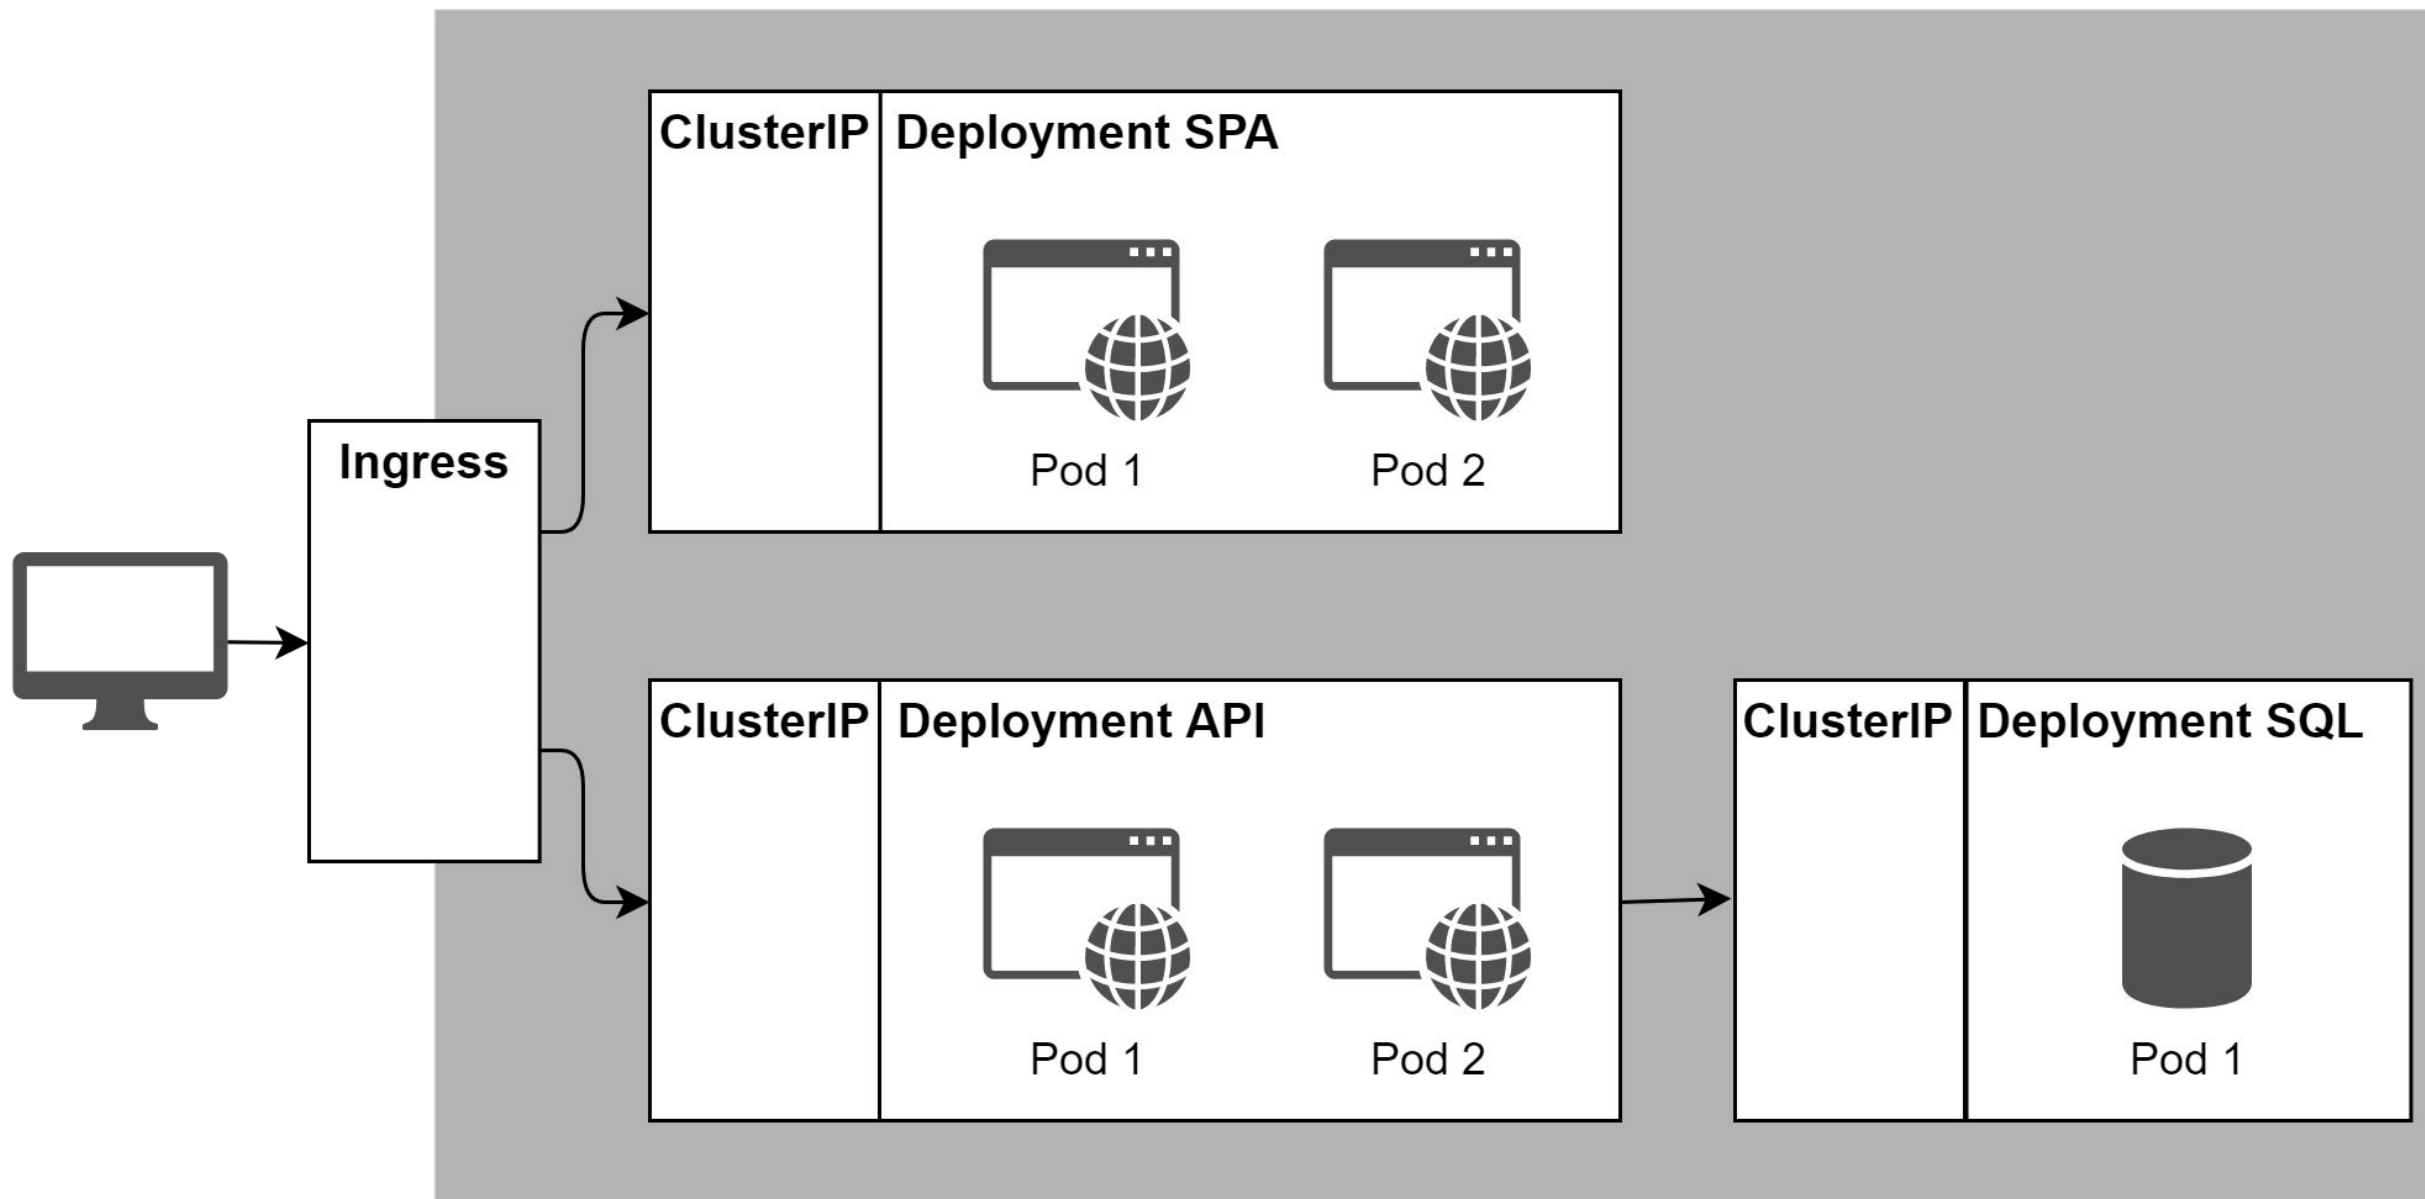 ClusterIP
Deployment SPA
Pod 1
Pod 2
Ingress
ClusterIP
Deployment API
Pod 1
Pod 2
ClusterIP
Deployment SQL
Pod 1